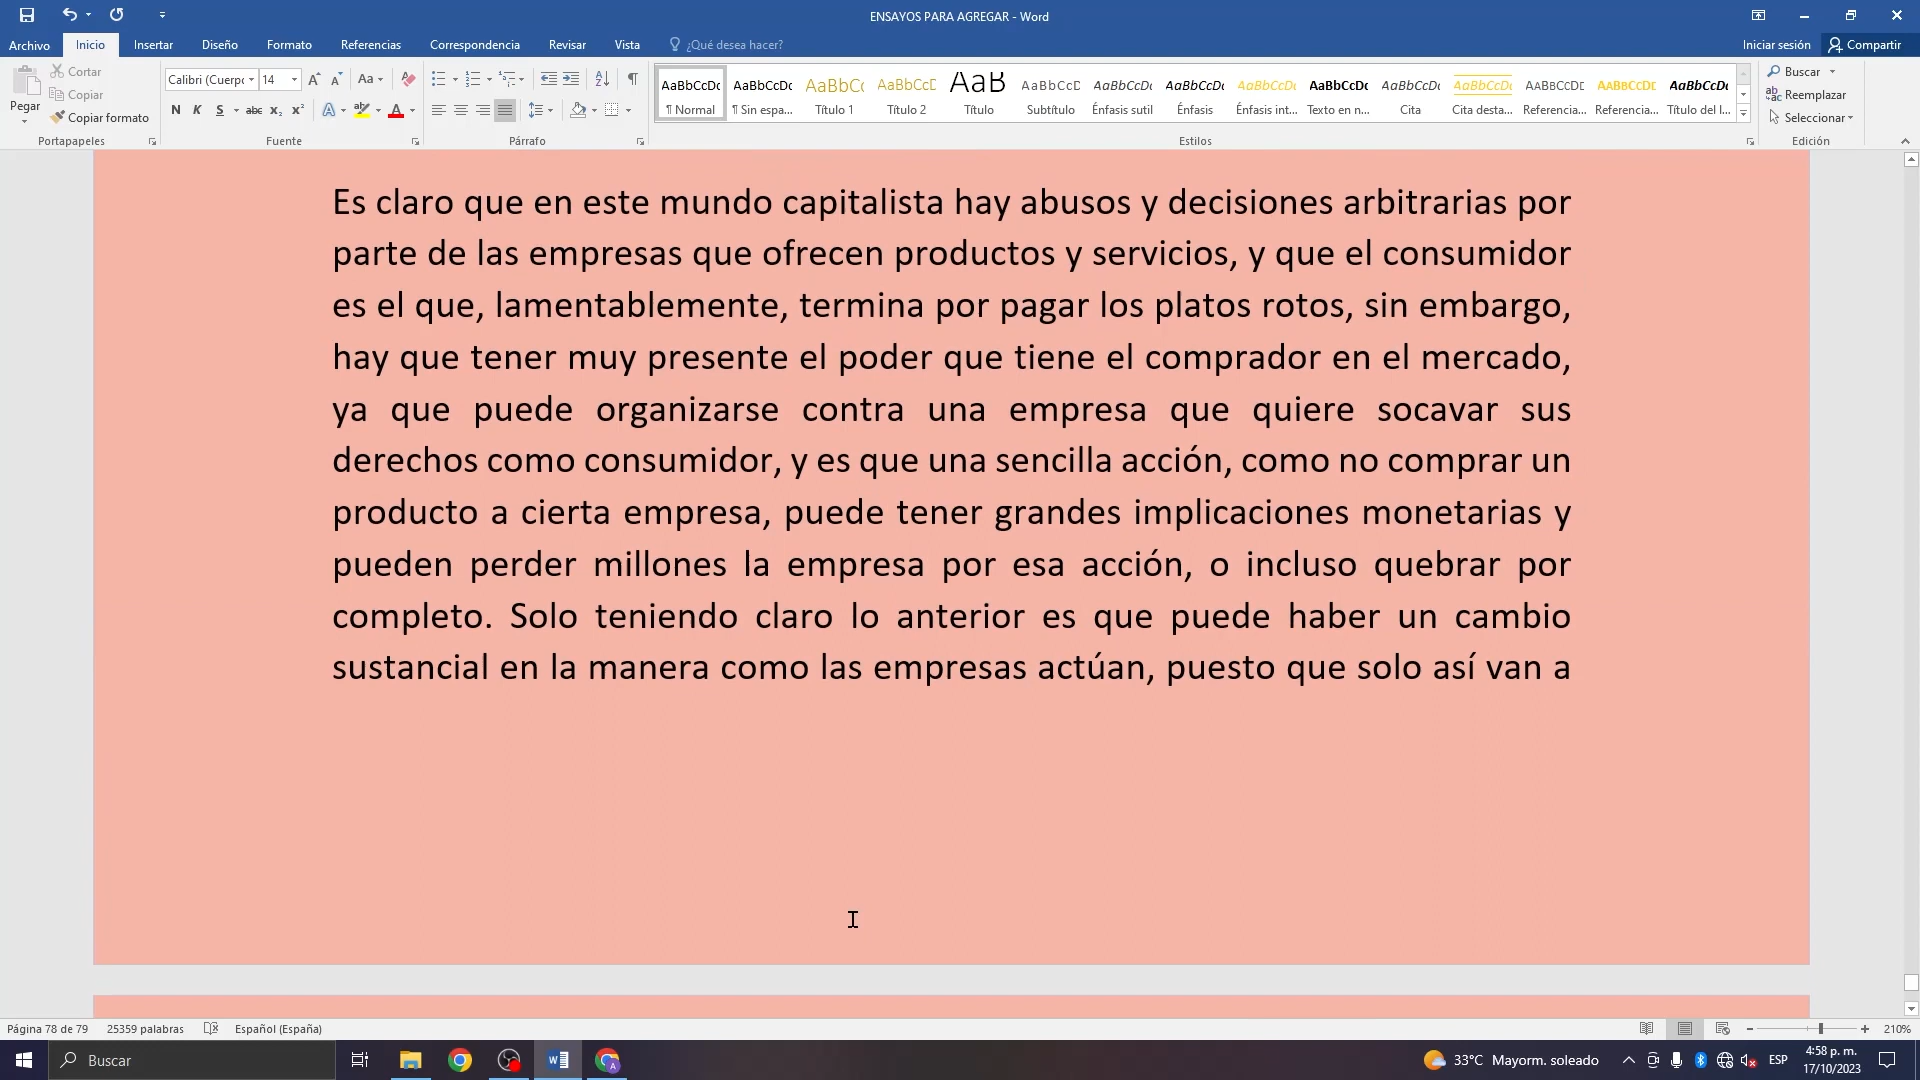 ENSAYOS PARA AGREGAR - Word
Archivo Inicio Insertar Diseño Formato Referencias Correspondencia Revisar Vista ¿Qué desea hacer? Iniciar sesión Compartir
Pegar
Cortar
Copiar
Copiar formato
Portapapeles
Calibri (Cuerpo 14
N K S abc x₂ x²
Fuente
Párrafo
AaBbCcDc AaBbCcDc AaBbCc AaBbCcD AaB AaBbCcD AaBbCcDc AaBbCcDc AaBbCcDc AaBbCcDc AaBbCcDc AaBbCcDc AABBCCDE AABBCCDE AaBbCcDc
¶ Normal ¶ Sin espa... Título 1 Título 2 Título Subtítulo Énfasis sutil Énfasis Énfasis int... Texto en n... Cita Cita desta... Referencia... Referencia... Título del l...
Estilos
Buscar
Reemplazar
Seleccionar
Edición
Es claro que en este mundo capitalista hay abusos y decisiones arbitrarias por
parte de las empresas que ofrecen productos y servicios, y que el consumidor
es el que, lamentablemente, termina por pagar los platos rotos, sin embargo,
hay que tener muy presente el poder que tiene el comprador en el mercado,
ya que puede organizarse contra una empresa que quiere socavar sus
derechos como consumidor, y es que una sencilla acción, como no comprar un
producto a cierta empresa, puede tener grandes implicaciones monetarias y
pueden perder millones la empresa por esa acción, o incluso quebrar por
completo. Solo teniendo claro lo anterior es que puede haber un cambio
sustancial en la manera como las empresas actúan, puesto que solo así van a
Página 78 de 79 25359 palabras Español (España) 210%
Buscar
33°C Mayorm. soleado
ESP
4:58 p. m.
17/10/2023